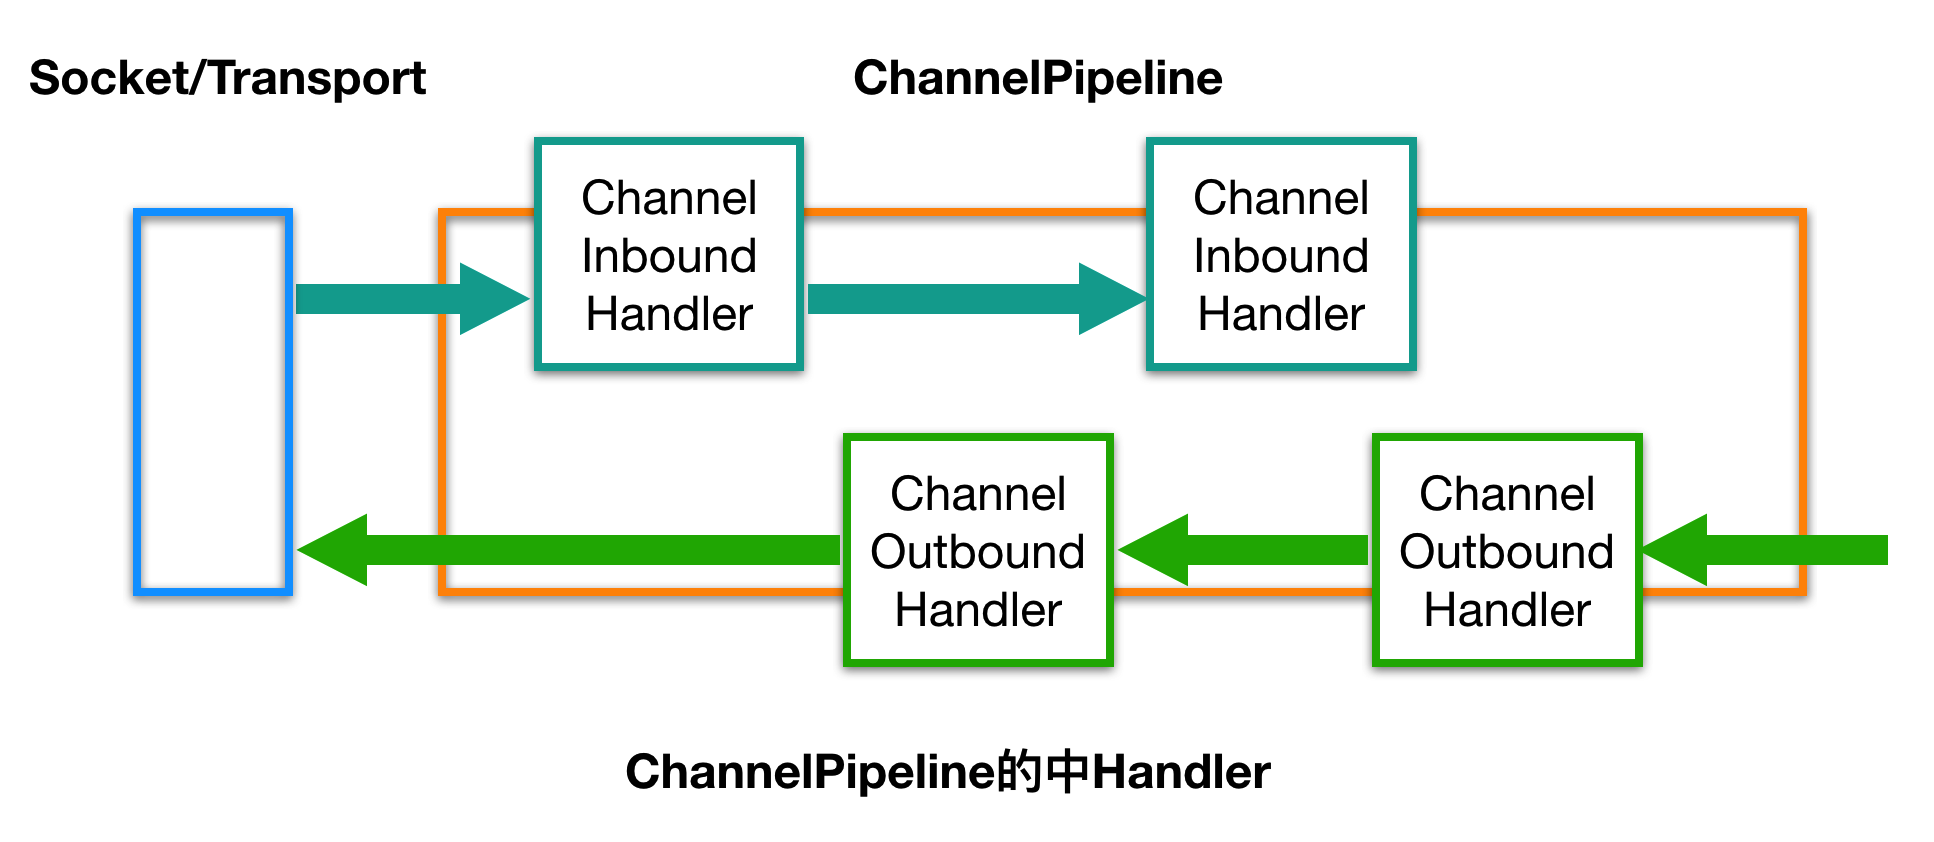 Socket/Transport
ChannelPipeline
Channel
Inbound
Handler
Channel
Inbound
Handler
Channel
Outbound
Handler
Channel
Outbound
Handler
ChannelPipeline的中Handler